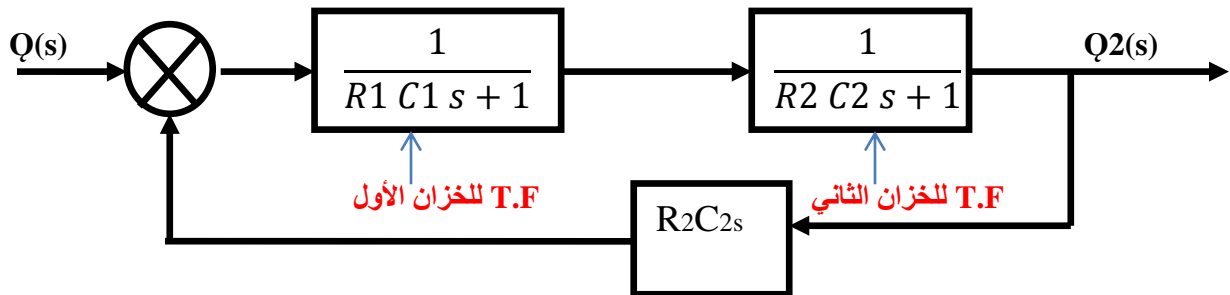 Q(s)
1
R1 C1 s + 1
1
R2 C2 s + 1
Q2(s)
T.F للخزان الأول
T.F للخزان الثاني
R2C2s